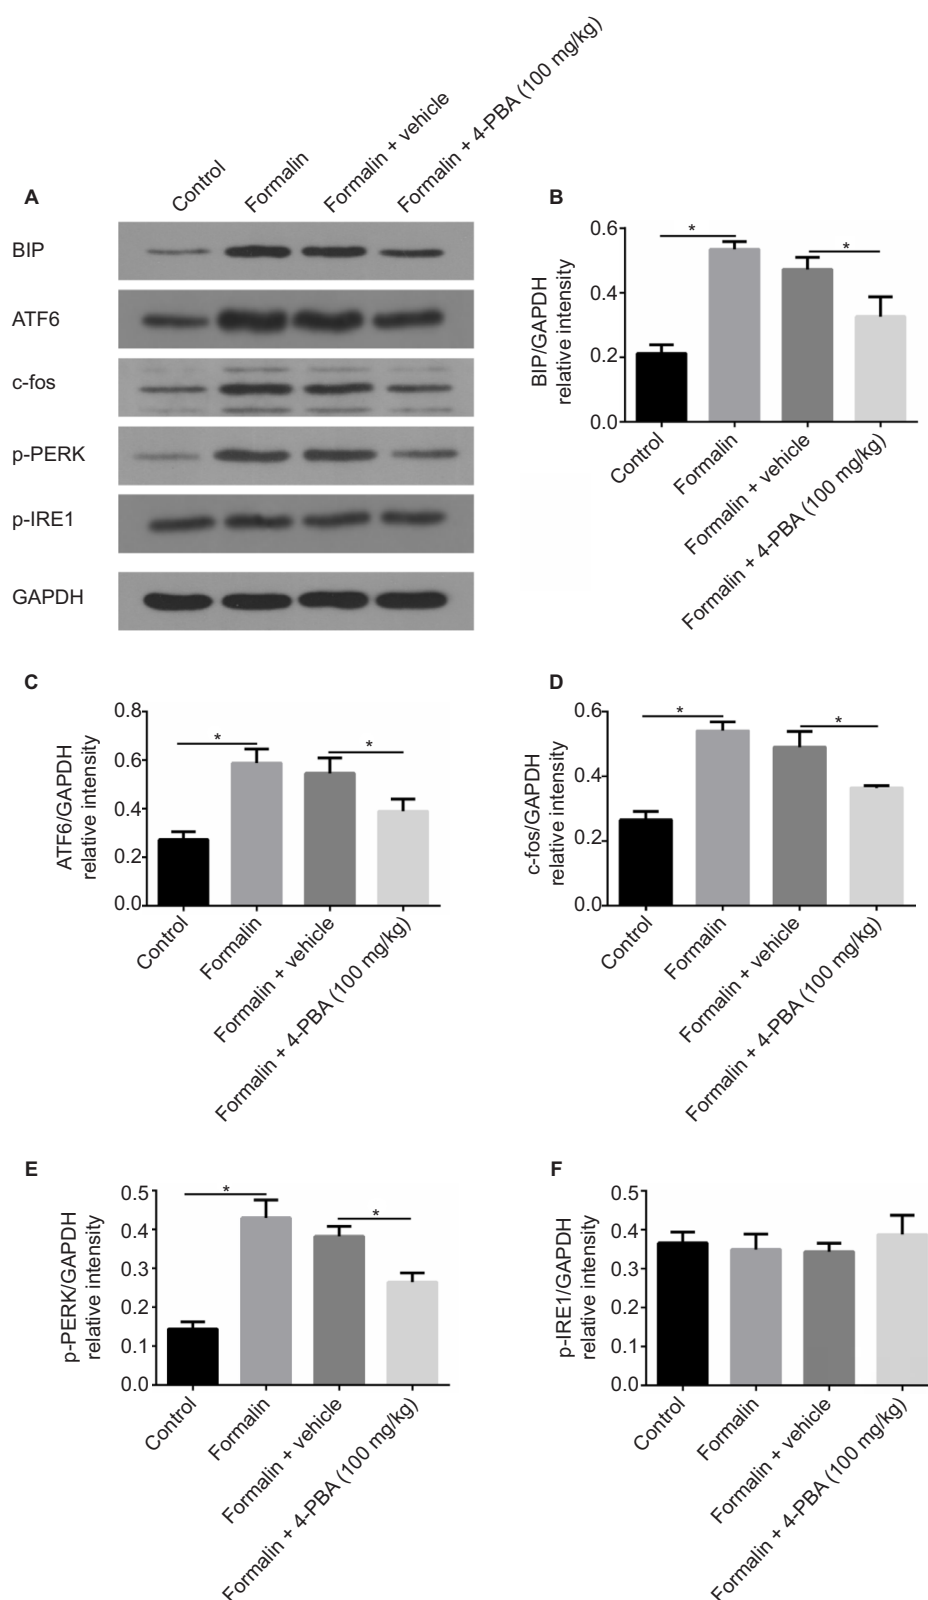 A
Control
Formalin
Formalin + vehicle
Formalin + 4-PBA (100 mg/kg)
BIP
ATF6
c-fos
p-PERK
p-IRE1
GAPDH
B
BIP/GAPDH
relative intensity
0.6
0.4
0.2
0.0
*
*
Control
Formalin
Formalin + vehicle
Formalin + 4-PBA (100 mg/kg)
C
ATF6/GAPDH
relative intensity
0.8
0.6
0.4
0.2
0.0
*
*
Control
Formalin
Formalin + vehicle
Formalin + 4-PBA (100 mg/kg)
D
c-fos/GAPDH
relative intensity
0.6
0.4
0.2
0.0
*
*
Control
Formalin
Formalin + vehicle
Formalin + 4-PBA (100 mg/kg)
E
p-PERK/GAPDH
relative intensity
0.5
0.4
0.3
0.2
0.1
0.0
*
*
Control
Formalin
Formalin + vehicle
Formalin + 4-PBA (100 mg/kg)
F
p-IRE1/GAPDH
relative intensity
0.5
0.4
0.3
0.2
0.1
0.0
Control
Formalin
Formalin + vehicle
Formalin + 4-PBA (100 mg/kg)